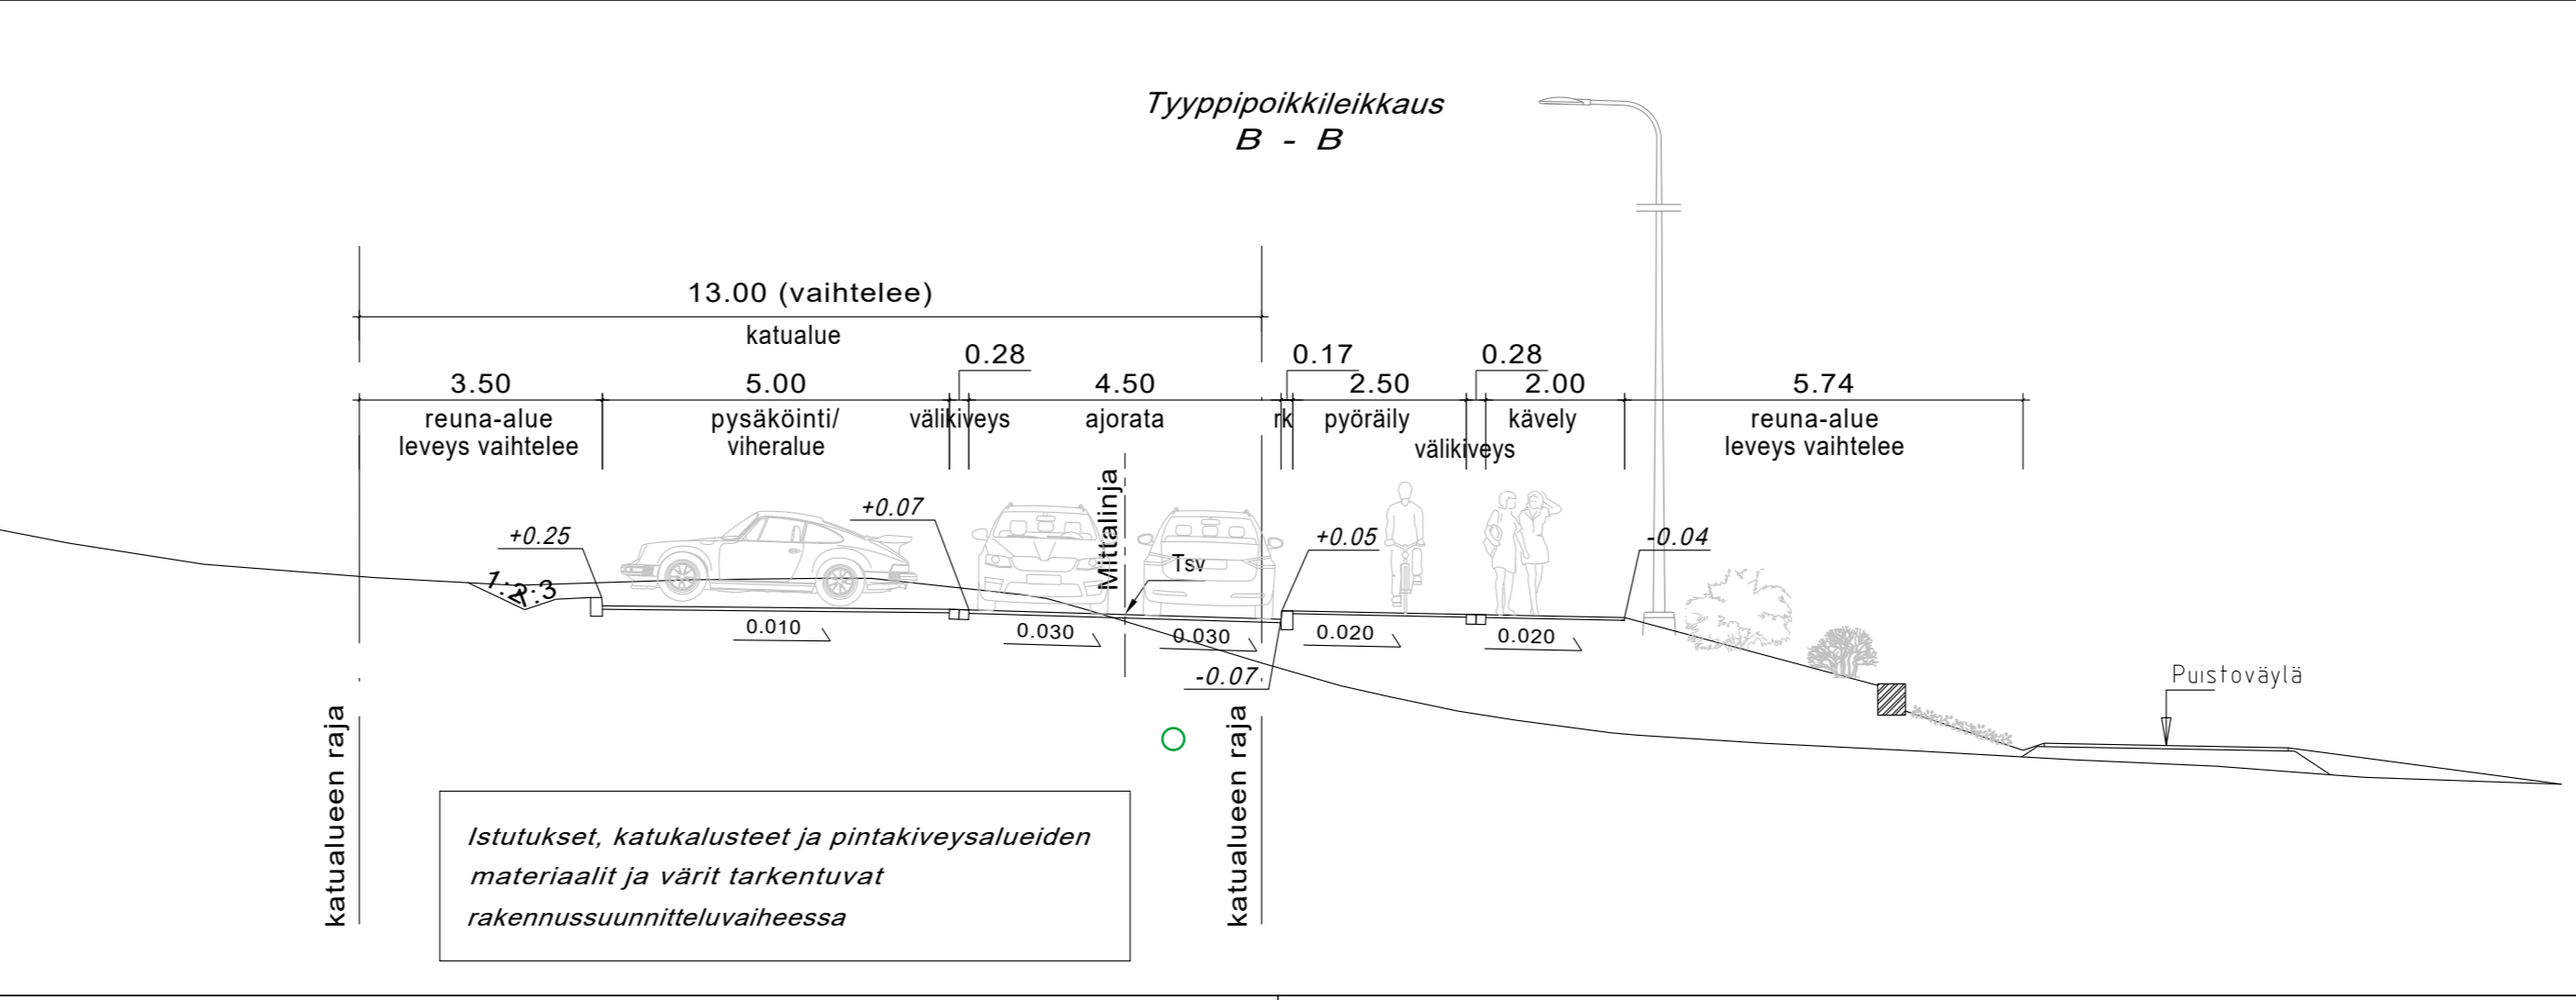 Tyyppipoikkileikkaus
B - B
13.00 (vaihtelee)
katualue
0.28
0.17
0.28
3.50
5.00
4.50
2.50
2.00
5.74
reuna-alue
leveys vaihtelee
pysäköinti/
viheralue
välikiveys
ajorata
rk
pyöräily
välikiveys
kävely
reuna-alue
leveys vaihtelee
Mittalinja
+0.25
+0.07
Tsv
+0.05
-0.04
1:2
1:3
0.010
0.030
0.030
0.020
0.020
-0.07
Puistoväylä
katualueen raja
katualueen raja
Istutukset, katukalusteet ja pintakiveysalueiden
materiaalit ja värit tarkentuvat
rakennussuunnitteluvaiheessa